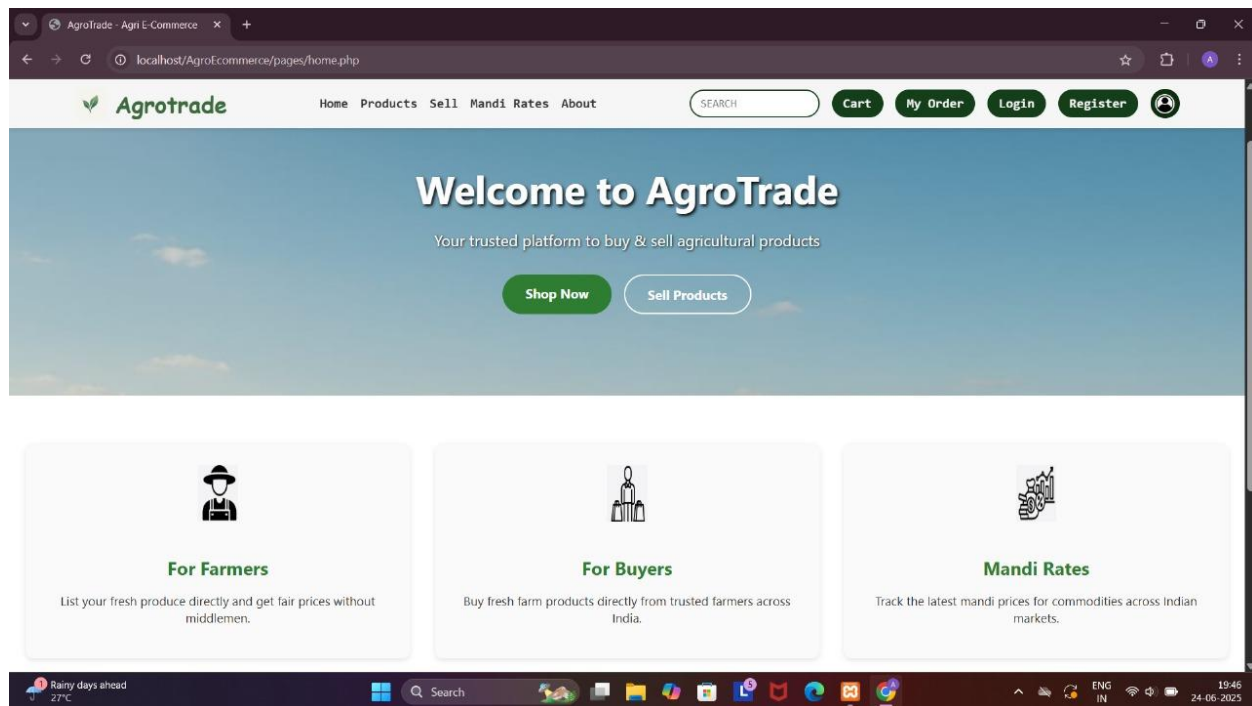 AgroTrade - Agri E-Commerce
localhost/AgroEcommerce/pages/home.php
A
Agrotrade
Home Products Sell Mandi Rates About
SEARCH
Cart
My Order
Login
Register
Welcome to AgroTrade
Your trusted platform to buy & sell agricultural products
Shop Now
Sell Products
For Farmers
List your fresh produce directly and get fair prices without
middlemen.
For Buyers
Buy fresh farm products directly from trusted farmers across
India.
Mandi Rates
Track the latest mandi prices for commodities across Indian
markets.
1
Rainy days ahead
27°C
Search
L
5
ENG
IN
19:46
24-06-2025